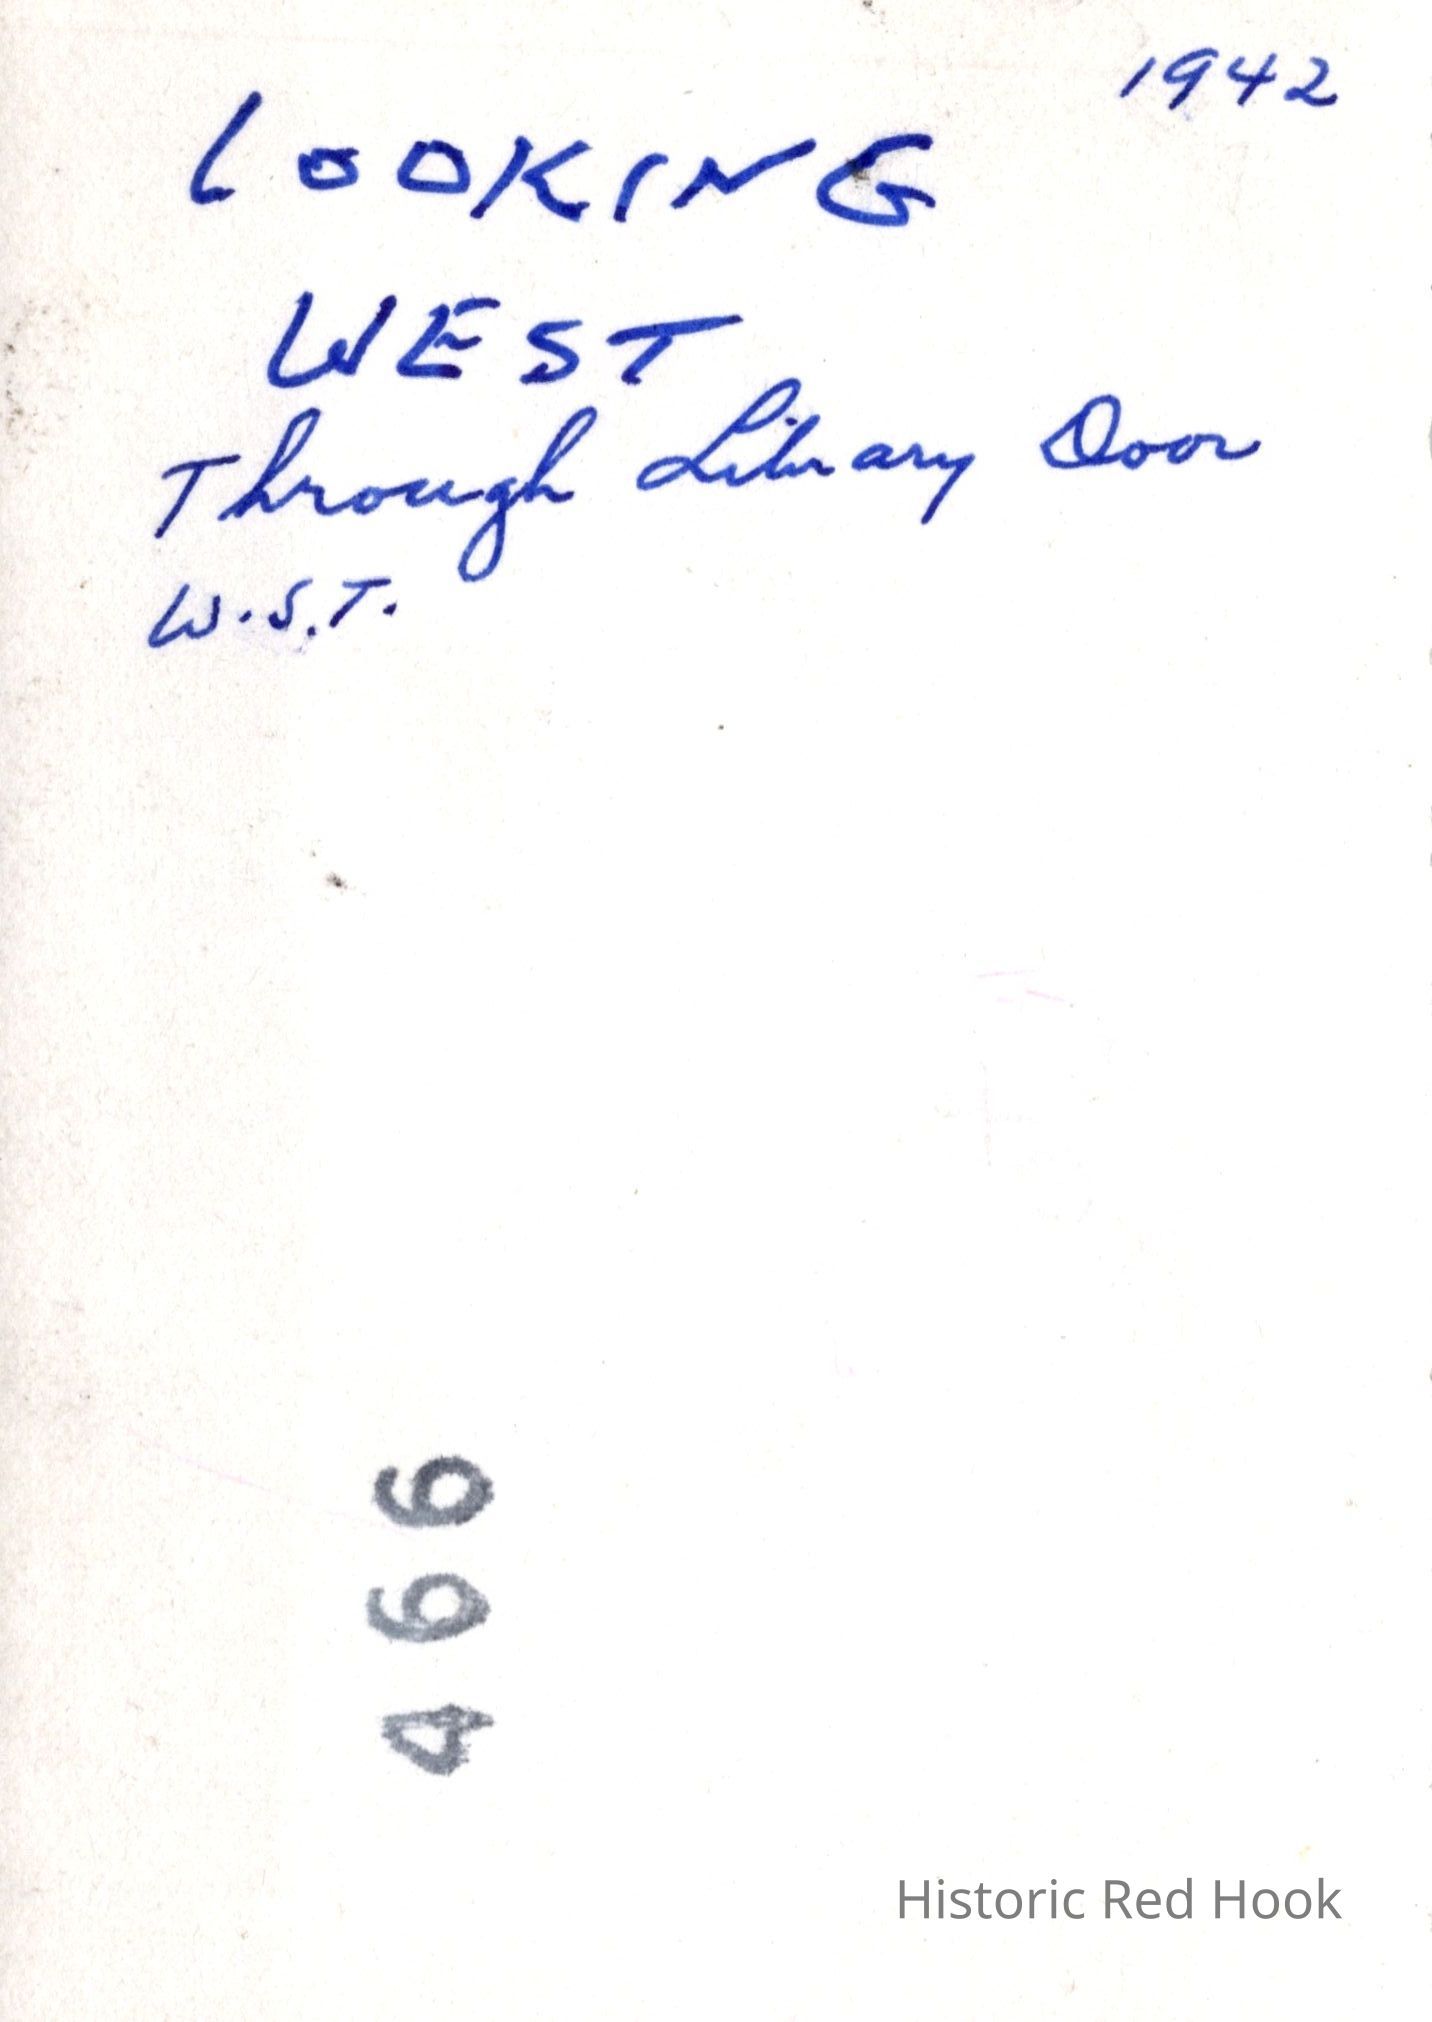 1942
LOOKING
WEST
Through Library Door
W.S.T.
466
Historic Red Hook